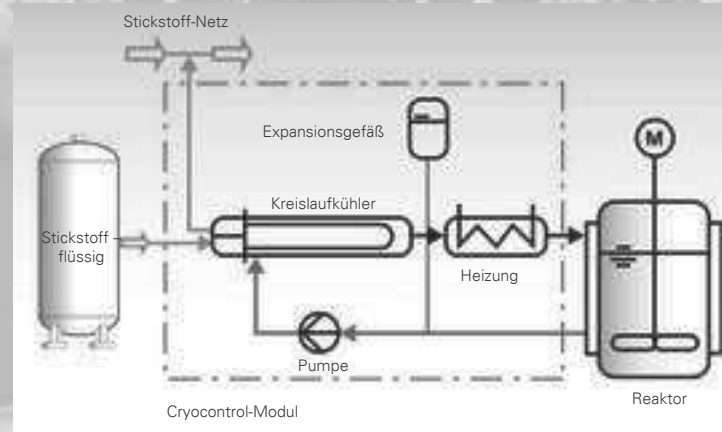 Stickstoff-Netz
Expansionsgefäß
M
Kreislaufkühler
Stickstoff
flüssig
Heizung
Pumpe
Reaktor
Cryocontrol-Modul